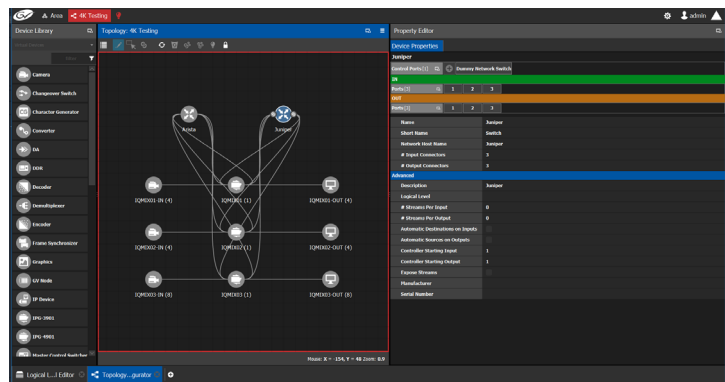 GV Area 4K Testing admin
Device Library
Topology: 4K Testing
Property Editor
Filter
Camera
Changeover Switch
Character Generator
Converter
DA
DDR
Decoder
Demultiplexer
Encoder
Frame Synchronizer
Graphics
GV Node
IP Device
IPG-3901
IPG-4901
Master Control Switcher
Arista
Juniper
IQMIX01-IN (4)
IQMIX01 (1)
IQMIX01-OUT (4)
IQMIX02-IN (4)
IQMIX02 (1)
IQMIX02-OUT (4)
IQMIX03-IN (8)
IQMIX03 (1)
IQMIX03-OUT (8)
Mouse: X = -154, Y = 48 Zoom: 0.9
Device Properties
Juniper
Control Ports [1] Dummy Network Switch
IN
Ports [3] 1 2 3
OUT
Ports [3] 1 2 3
Name Juniper
Short Name Switch
Network Host Name Juniper
# Input Connectors 3
# Output Connectors 3
Advanced
Description Juniper
Logical Level
# Streams Per Input 0
# Streams Per Output 0
Automatic Destinations on Inputs
Automatic Sources on Outputs
Controller Starting Input 1
Controller Starting Output 1
Expose Streams
Manufacturer
Serial Number
Logical L...l Editor
Topology...gurator